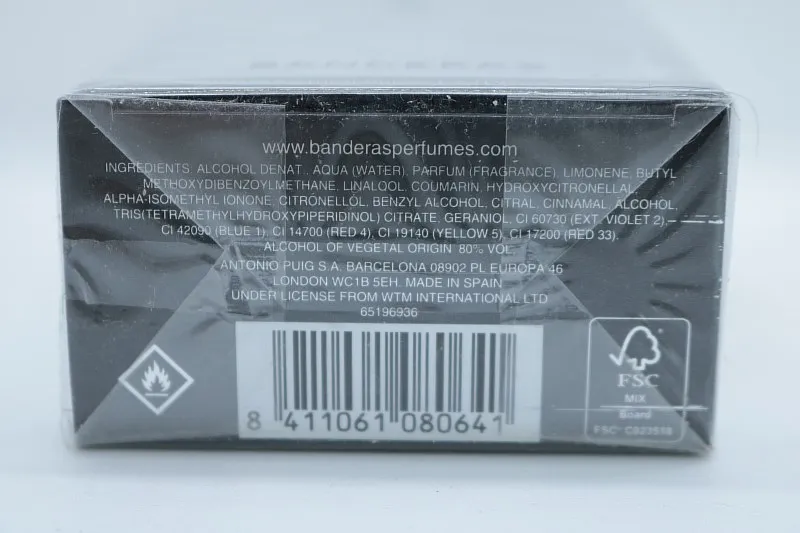 www.banderasperfumes.com
INGREDIENTS: ALCOHOL DENAT., AQUA (WATER), PARFUM (FRAGRANCE), LIMONENE, BUTYL
METHOXYDIBENZOYLMETHANE, LINALOOL, COUMARIN, HYDROXYCITRONELLAL,
ALPHA-ISOMETHYL IONONE, CITRONELLOL, BENZYL ALCOHOL, CITRAL, CINNAMAL ALCOHOL,
TRIS(TETRAMETHYLHYDROXYPIPERIDINOL) CITRATE, GERANIOL, CI 60730 (EXT. VIOLET 2),
CI 42090 (BLUE 1), CI 14700 (RED 4), CI 19140 (YELLOW 5), CI 17200 (RED 33).
ALCOHOL OF VEGETAL ORIGIN 80% VOL
ANTONIO PUIG S.A. BARCELONA 08902 PL EUROPA 46
LONDON WC1B 5EH. MADE IN SPAIN
UNDER LICENSE FROM WTM INTERNATIONAL LTD
65196936
8 411061 080641
FSC
MIX
Board
FSC® C023518